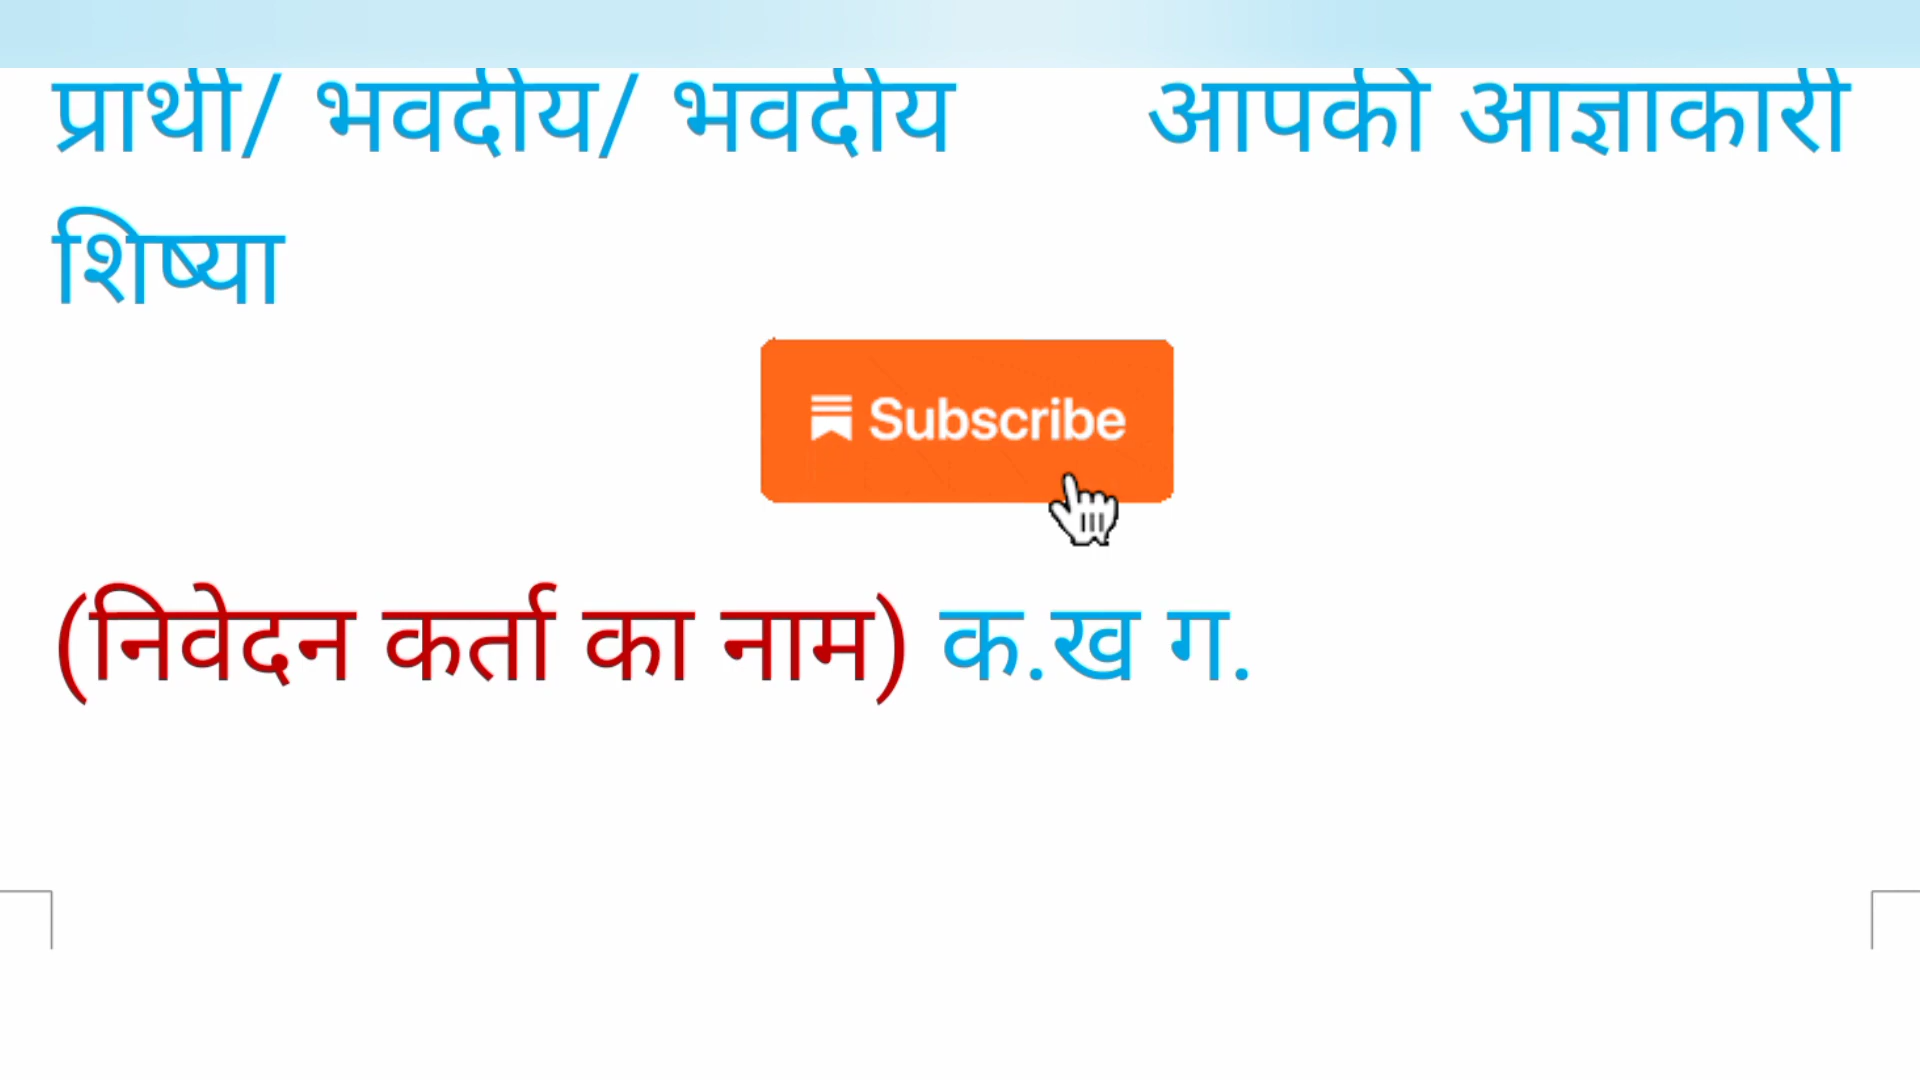 प्रार्थी/ भवदीय/ भवदीय आपकी आज्ञाकारी
शिष्या
Subscribe
(निवेदन कर्ता का नाम) क.ख ग.